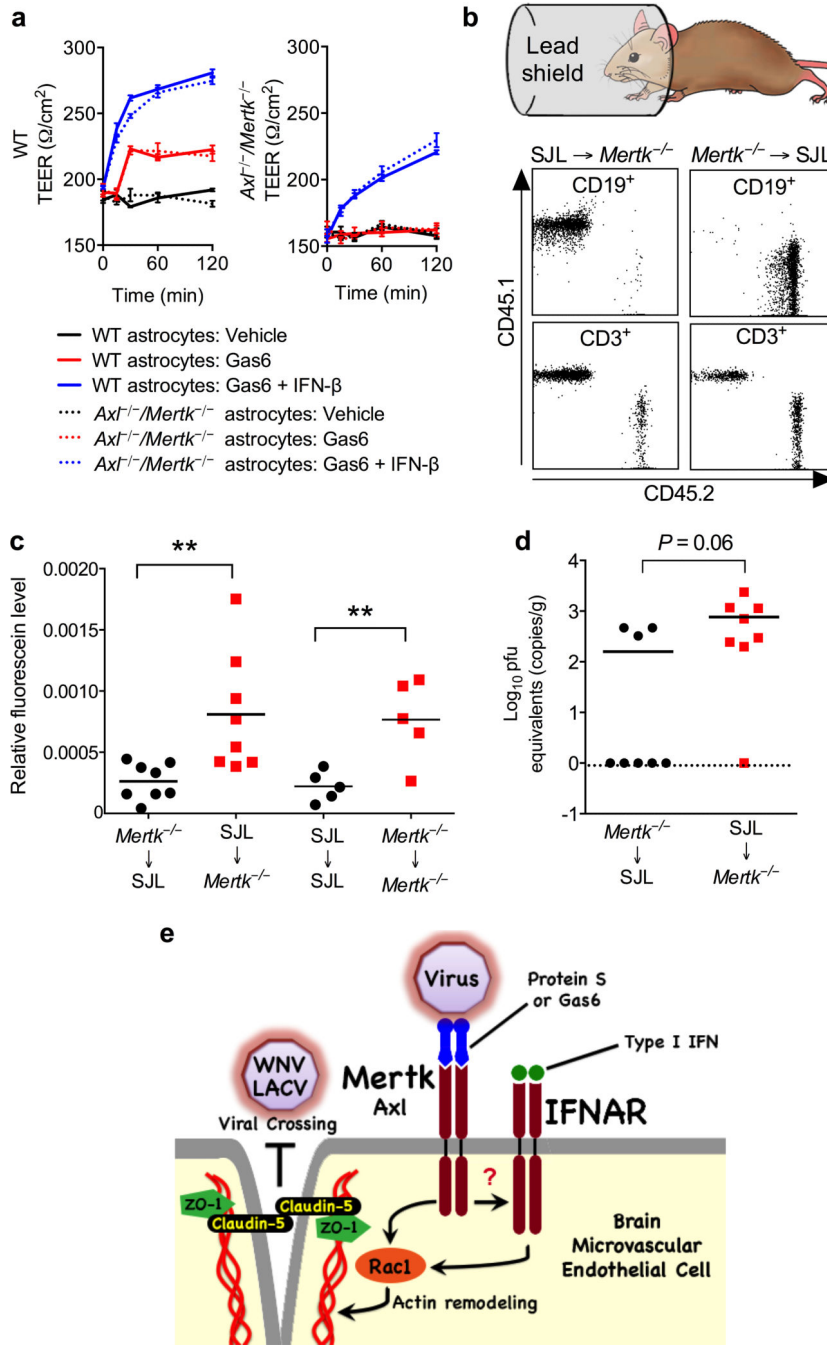 a
300
250
200
150
WT
TEER (Ω/cm²)
0
60
120
Time (min)
300
250
200
150
Axl⁻/⁻/Mertk⁻/⁻
TEER (Ω/cm²)
0
60
120
Time (min)
WT astrocytes: Vehicle
WT astrocytes: Gas6
WT astrocytes: Gas6 + IFN-β
Axl⁻/⁻/Mertk⁻/⁻ astrocytes: Vehicle
Axl⁻/⁻/Mertk⁻/⁻ astrocytes: Gas6
Axl⁻/⁻/Mertk⁻/⁻ astrocytes: Gas6 + IFN-β
b
Lead
shield
SJL → Mertk⁻/⁻
Mertk⁻/⁻ → SJL
CD19⁺
CD19⁺
CD3⁺
CD3⁺
CD45.1
CD45.2
c
Relative fluorescein level
0.0020
0.0015
0.0010
0.0005
0
**
**
Mertk⁻/⁻
↓
SJL
SJL
↓
Mertk⁻/⁻
SJL
↓
SJL
Mertk⁻/⁻
↓
Mertk⁻/⁻
d
P = 0.06
Log₁₀ pfu
equivalents (copies/g)
4
3
2
1
0
-1
Mertk⁻/⁻
↓
SJL
SJL
↓
Mertk⁻/⁻
e
Virus
Protein S
or Gas6
Type I IFN
WNV
LACV
Viral Crossing
Mertk
Axl
IFNAR
?
ZO-1
Claudin-5
Claudin-5
ZO-1
Rac1
Actin remodeling
Brain
Microvascular
Endothelial Cell